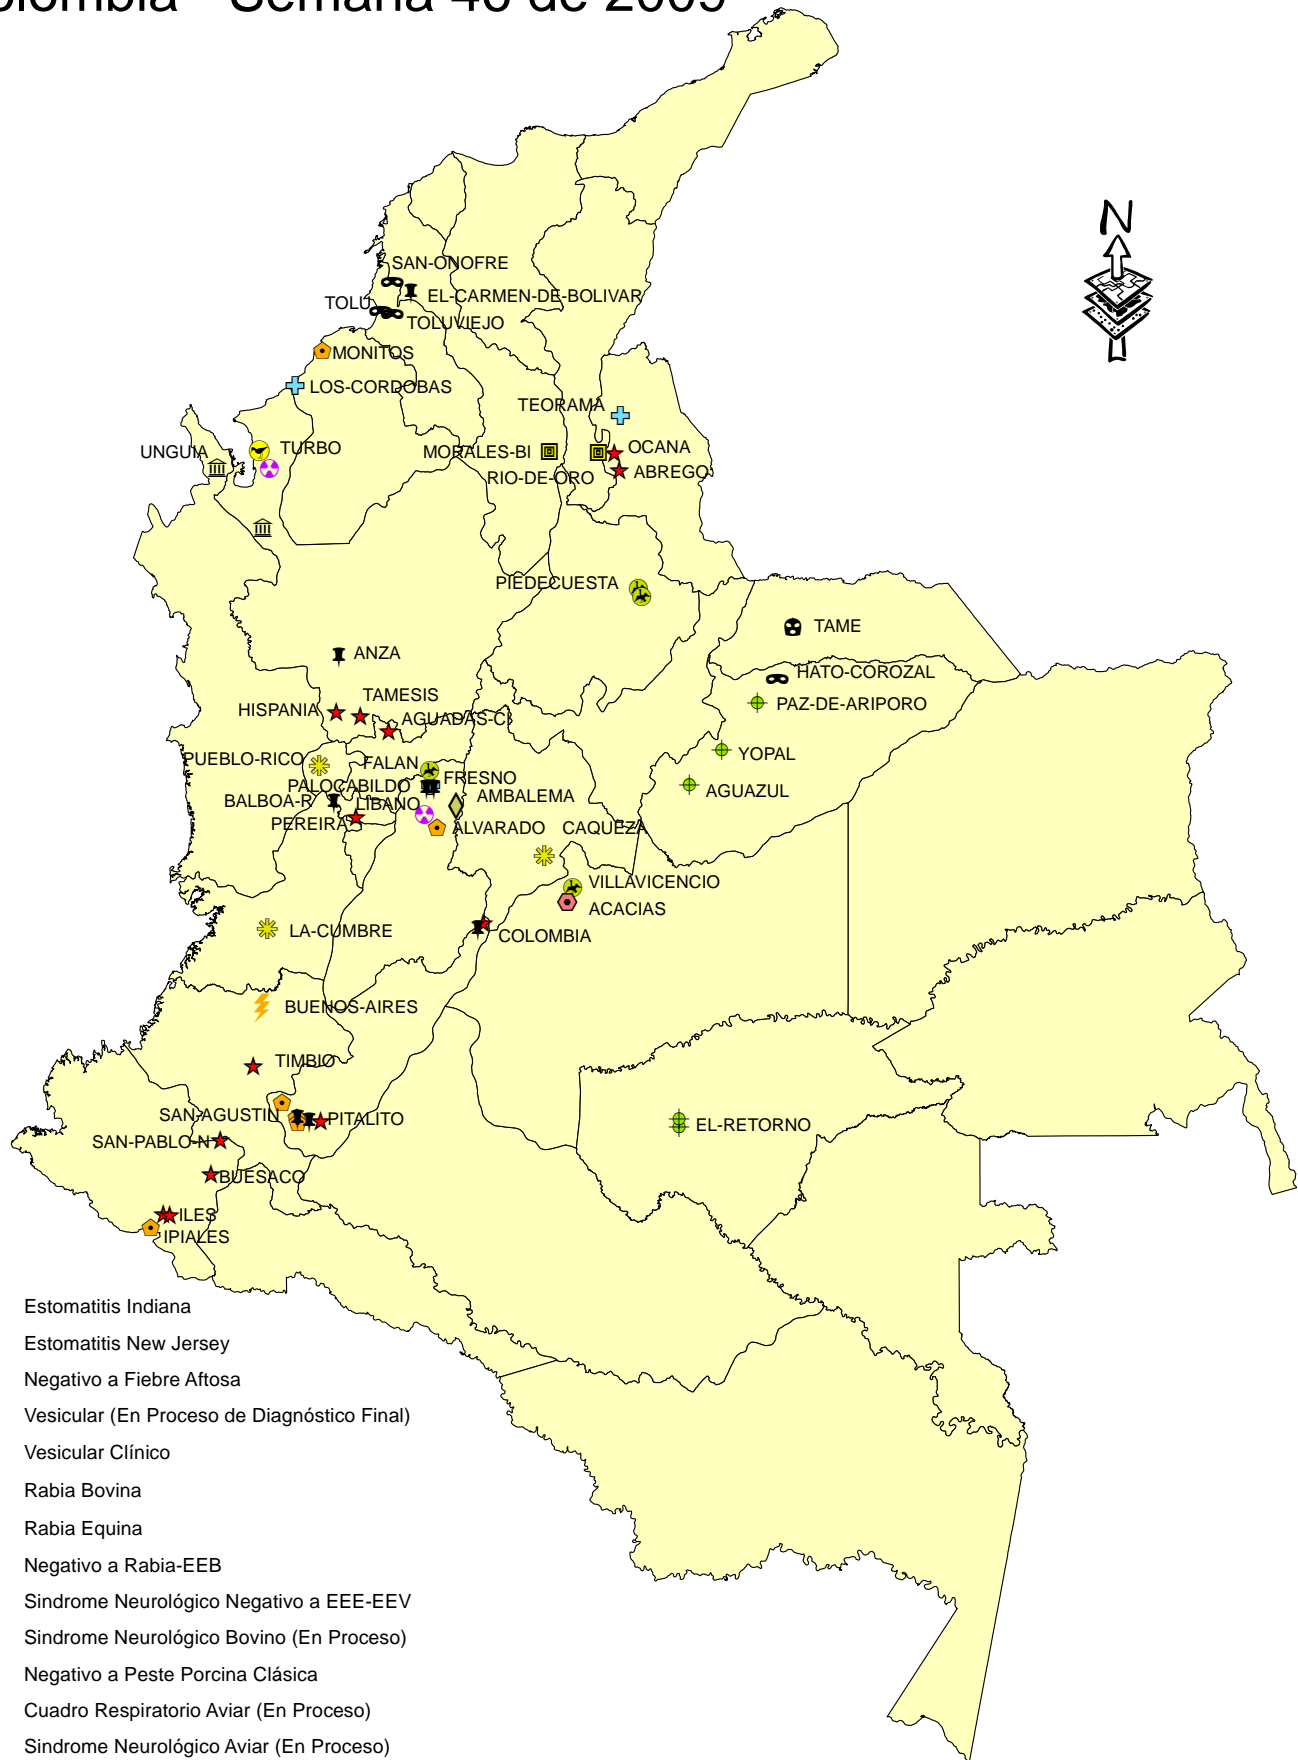 olombia - Semana 46 de 2009
N
SAN-ONOFRE
EL-CARMEN-DE-BOLIVAR
TOLU
TOLUVIEJO
MONITOS
LOS-CORDOBAS
TEORAMA
UNGUIA
TURBO
MORALES-BI
OCANA
RIO-DE-ORO
ABREGO
PIEDECUESTA
TAME
ANZA
HATO-COROZAL
TAMESIS
PAZ-DE-ARIPORO
HISPANIA
AGUADAS-C
YOPAL
PUEBLO-RICO
FALAN
FRESNO
PALOCABILDO
AGUAZUL
AMBALEMA
BALBOA-R
LIBANO
PEREIRA
ALVARADO
CAQUEZA
VILLAVICENCIO
ACACIAS
LA-CUMBRE
COLOMBIA
BUENOS-AIRES
TIMBIO
SAN-AGUSTIN
PITALITO
EL-RETORNO
SAN-PABLO-N
BUESACO
ILES
IPIALES
Estomatitis Indiana
Estomatitis New Jersey
Negativo a Fiebre Aftosa
Vesicular (En Proceso de Diagnóstico Final)
Vesicular Clínico
Rabia Bovina
Rabia Equina
Negativo a Rabia-EEB
Sindrome Neurológico Negativo a EEE-EEV
Sindrome Neurológico Bovino (En Proceso)
Negativo a Peste Porcina Clásica
Cuadro Respiratorio Aviar (En Proceso)
Sindrome Neurológico Aviar (En Proceso)